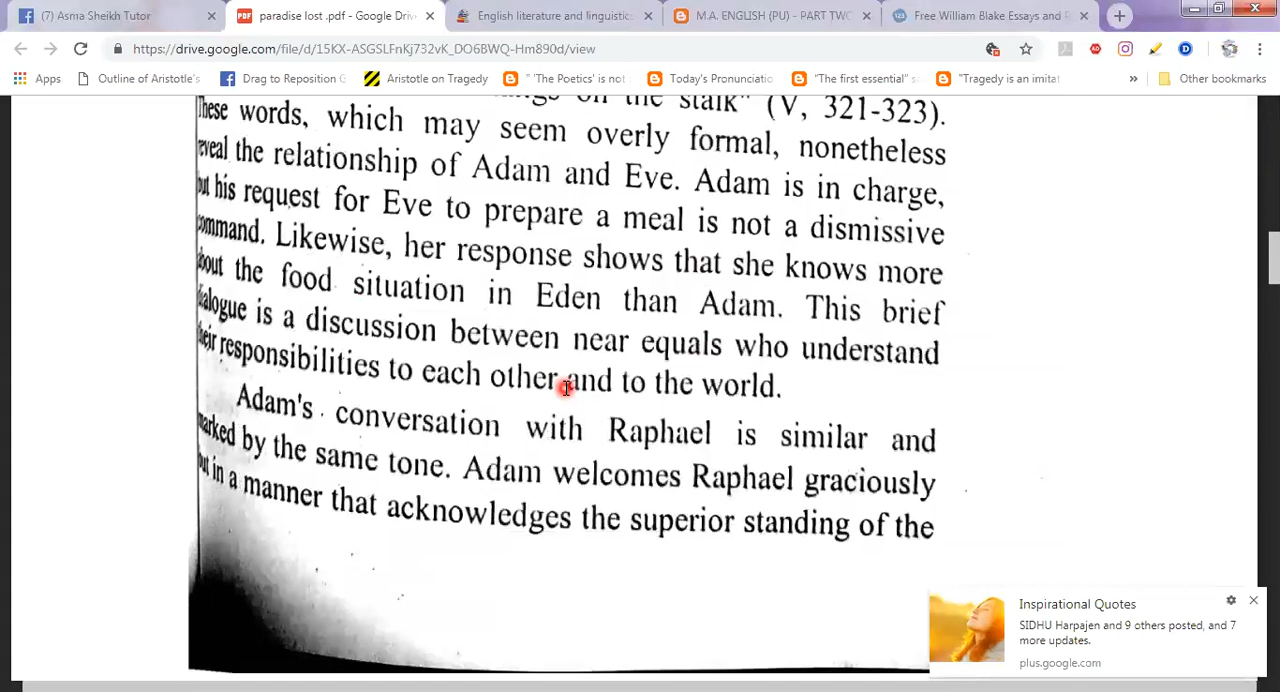 (7) Asma Sheikh Tutor
paradise lost .pdf - Google Driv
English literature and linguistic
M.A. ENGLISH (PU) - PART TWO
Free William Blake Essays and
https://drive.google.com/file/d/15KX-ASGSLFnKj732vK_DO6BWQ-Hm890d/view
Apps
Outline of Aristotle's
Drag to Reposition
Aristotle on Tragedy
" 'The Poetics' is not
Today's Pronunciatio
"The first essential" s
"Tragedy is an imitat
»
Other bookmarks
on the stalk" (V, 321-323).
These words, which may seem overly formal, nonetheless
reveal the relationship of Adam and Eve. Adam is in charge,
but his request for Eve to prepare a meal is not a dismissive
command. Likewise, her response shows that she knows more
about the food situation in Eden than Adam. This brief
dialogue is a discussion between near equals who understand
their responsibilities to each other and to the world.
Adam's conversation with Raphael is similar and
marked by the same tone. Adam welcomes Raphael graciously
but in a manner that acknowledges the superior standing of the
Inspirational Quotes
SIDHU Harpajen and 9 others posted, and 7
more updates.
plus.google.com